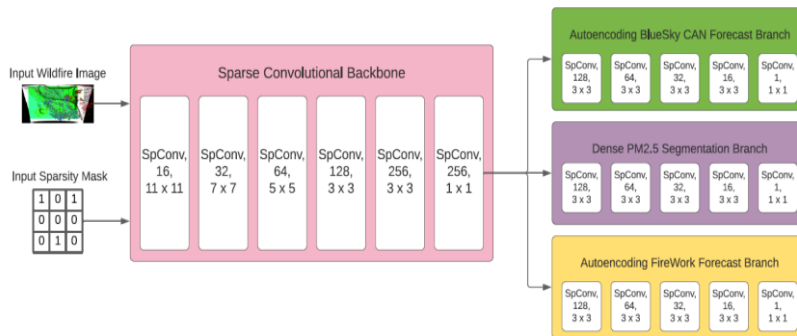 Input Wildfire Image
Input Sparsity Mask
1 0 1
0 0 0
0 1 0
Sparse Convolutional Backbone
SpConv,
16,
11 x 11
SpConv,
32,
7 x 7
SpConv,
64,
5 x 5
SpConv,
128,
3 x 3
SpConv,
256,
3 x 3
SpConv,
256,
1 x 1
Autoencoding BlueSky CAN Forecast Branch
SpConv,
128,
3 x 3
SpConv,
64,
3 x 3
SpConv,
32,
3 x 3
SpConv,
16,
3 x 3
SpConv,
1,
1 x 1
Dense PM2.5 Segmentation Branch
SpConv,
128,
3 x 3
SpConv,
64,
3 x 3
SpConv,
32,
3 x 3
SpConv,
16,
3 x 3
SpConv,
1,
1 x 1
Autoencoding FireWork Forecast Branch
SpConv,
128,
3 x 3
SpConv,
64,
3 x 3
SpConv,
32,
3 x 3
SpConv,
16,
3 x 3
SpConv,
1,
1 x 1